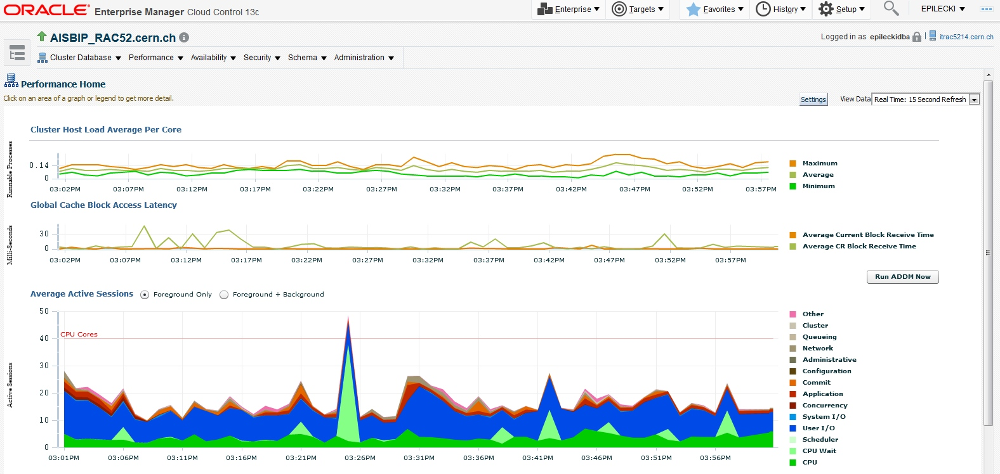 ORACLE Enterprise Manager Cloud Control 13c
Enterprise Targets Favorites History Setup EPILECKI
AISBIP_RAC52.cern.ch
Logged in as epileckidba itrac5214.cern.ch
Cluster Database Performance Availability Security Schema Administration
Performance Home
Click on an area of a graph or legend to get more detail.
Settings View Data Real Time: 15 Second Refresh
Cluster Host Load Average Per Core
Runnable Processes
0.14
0
03:02PM 03:07PM 03:12PM 03:17PM 03:22PM 03:27PM 03:32PM 03:37PM 03:42PM 03:47PM 03:52PM 03:57PM
Maximum
Average
Minimum
Global Cache Block Access Latency
Milli-Seconds
30
0
03:02PM 03:07PM 03:12PM 03:17PM 03:22PM 03:27PM 03:32PM 03:37PM 03:42PM 03:47PM 03:52PM 03:57PM
Average Current Block Receive Time
Average CR Block Receive Time
Run ADDM Now
Average Active Sessions Foreground Only Foreground + Background
Active Sessions
50
40
30
20
10
0
CPU Cores
03:01PM 03:06PM 03:11PM 03:16PM 03:21PM 03:26PM 03:31PM 03:36PM 03:41PM 03:46PM 03:51PM 03:56PM
Other
Cluster
Queueing
Network
Administrative
Configuration
Commit
Application
Concurrency
System I/O
User I/O
Scheduler
CPU Wait
CPU